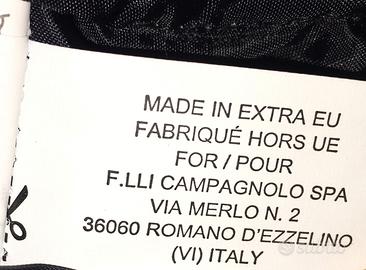 MADE IN EXTRA EU
FABRIQUÉ HORS UE
FOR / POUR
F.LLI CAMPAGNOLO SPA
VIA MERLO N. 2
36060 ROMANO D'EZZELINO
(VI) ITALY